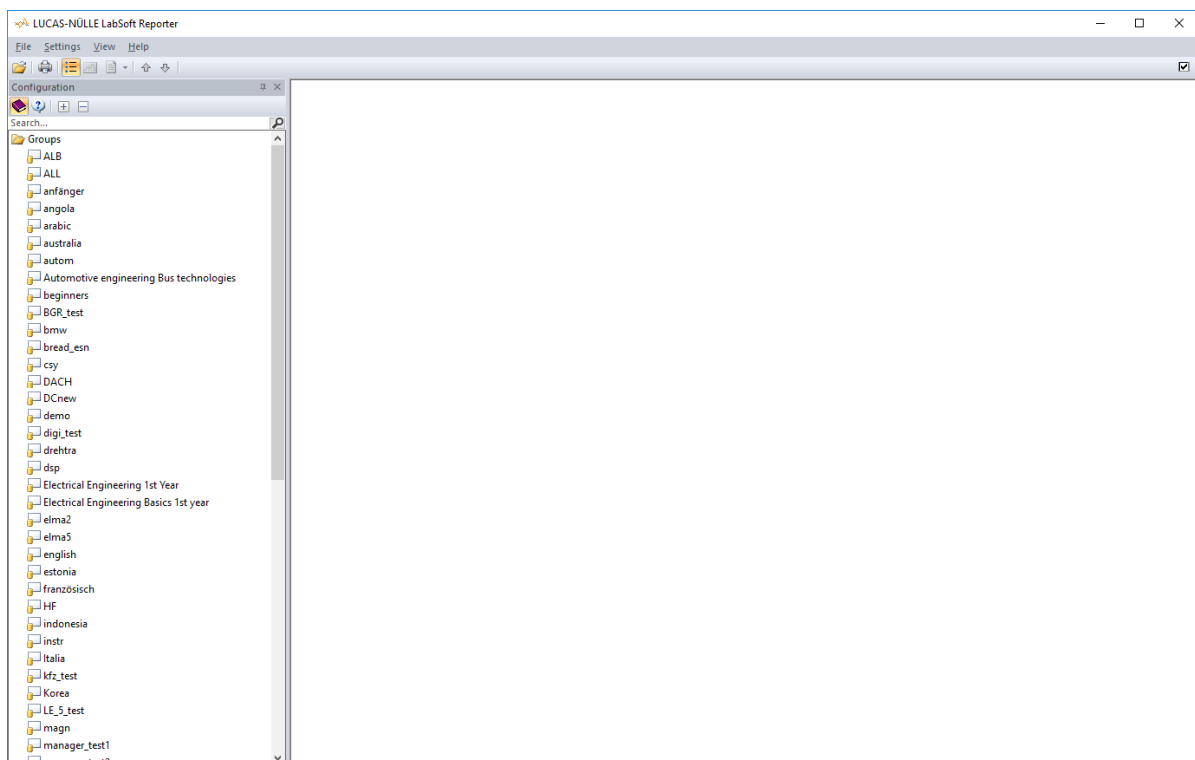 LUCAS-NÜLLE LabSoft Reporter
File Settings View Help
Configuration
Search...
Groups
ALB
ALL
anfänger
angola
arabic
australia
autom
Automotive engineering Bus technologies
beginners
BGR_test
bmw
bread_esn
csy
DACH
DCnew
demo
digi_test
drehtra
dsp
Electrical Engineering 1st Year
Electrical Engineering Basics 1st year
elma2
elma5
english
estonia
französisch
HF
indonesia
instr
Italia
kfz_test
Korea
LE_5_test
magn
manager_test1